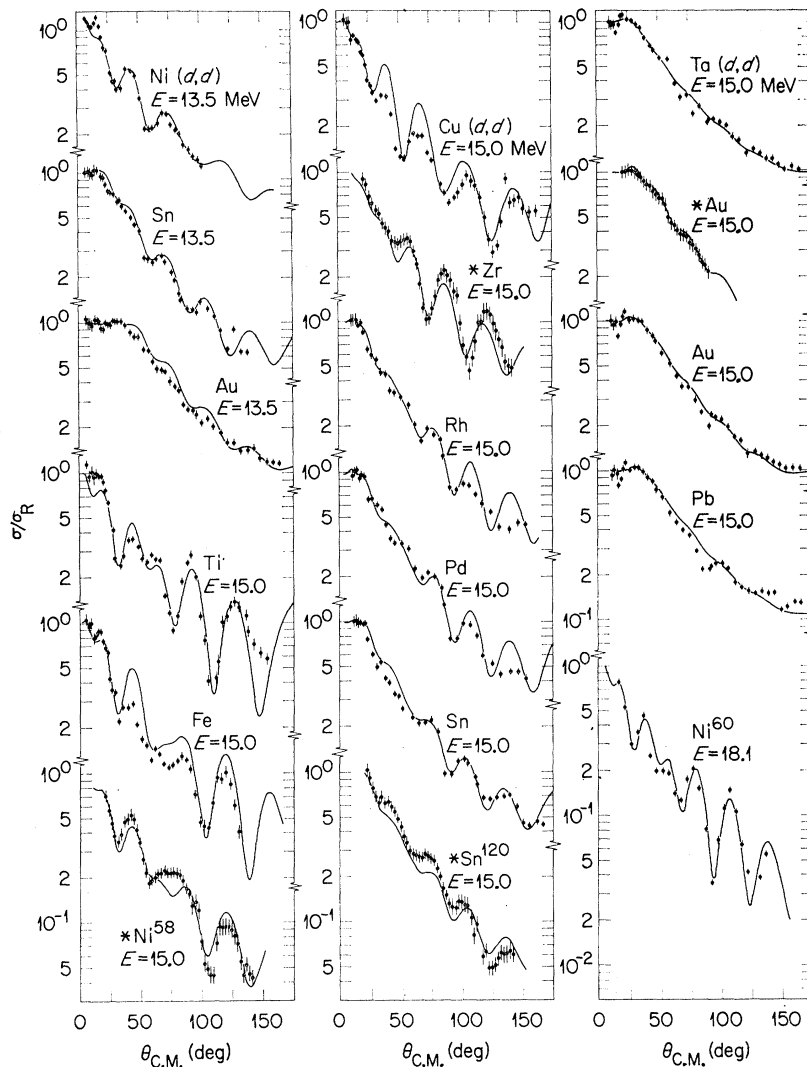 10⁰
5
2
10⁰
5
2
10⁰
5
2
10⁰
5
2
10⁰
5
2
10⁰
5
2
10⁻¹
5
σ/σR
Ni (d,d)
E=13.5 MeV
Sn
E=13.5
Au
E=13.5
Ti
E=15.0
Fe
E=15.0
*Ni⁵⁸
E=15.0
0 50 100 150
θC.M. (deg)
10⁰
5
2
10⁰
5
2
10⁰
5
2
10⁰
5
2
10⁰
5
2
10⁰
5
2
10⁻¹
5
Cu (d,d)
E=15.0 MeV
*Zr
E=15.0
Rh
E=15.0
Pd
E=15.0
Sn
E=15.0
*Sn¹²⁰
E=15.0
0 50 100 150
θC.M. (deg)
10⁰
5
2
10⁰
5
2
10⁰
5
2
10⁰
5
2
10⁻¹
5
10⁰
5
2
10⁻¹
5
2
10⁻²
Ta (d,d)
E=15.0 MeV
*Au
E=15.0
Au
E=15.0
Pb
E=15.0
Ni⁶⁰
E=18.1
0 50 100 150
θC.M. (deg)